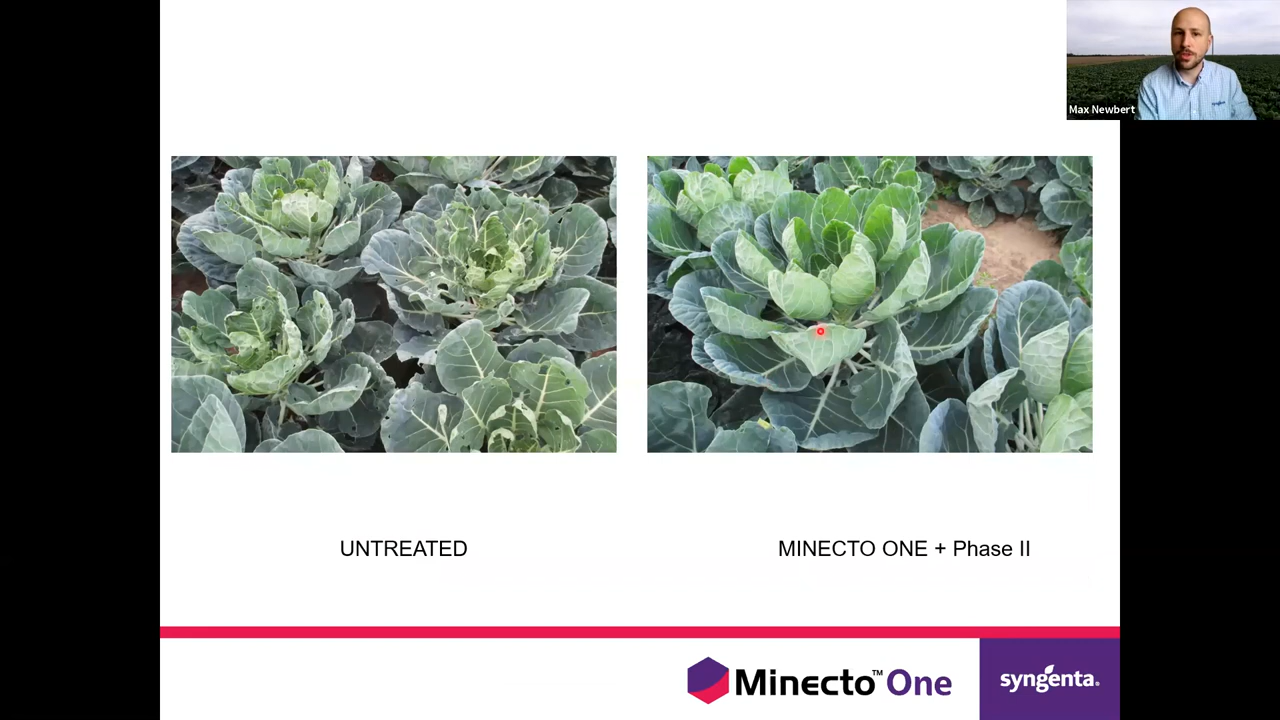 Max Newbert
UNTREATED
MINECTO ONE + Phase II
Minecto™ One
syngenta®